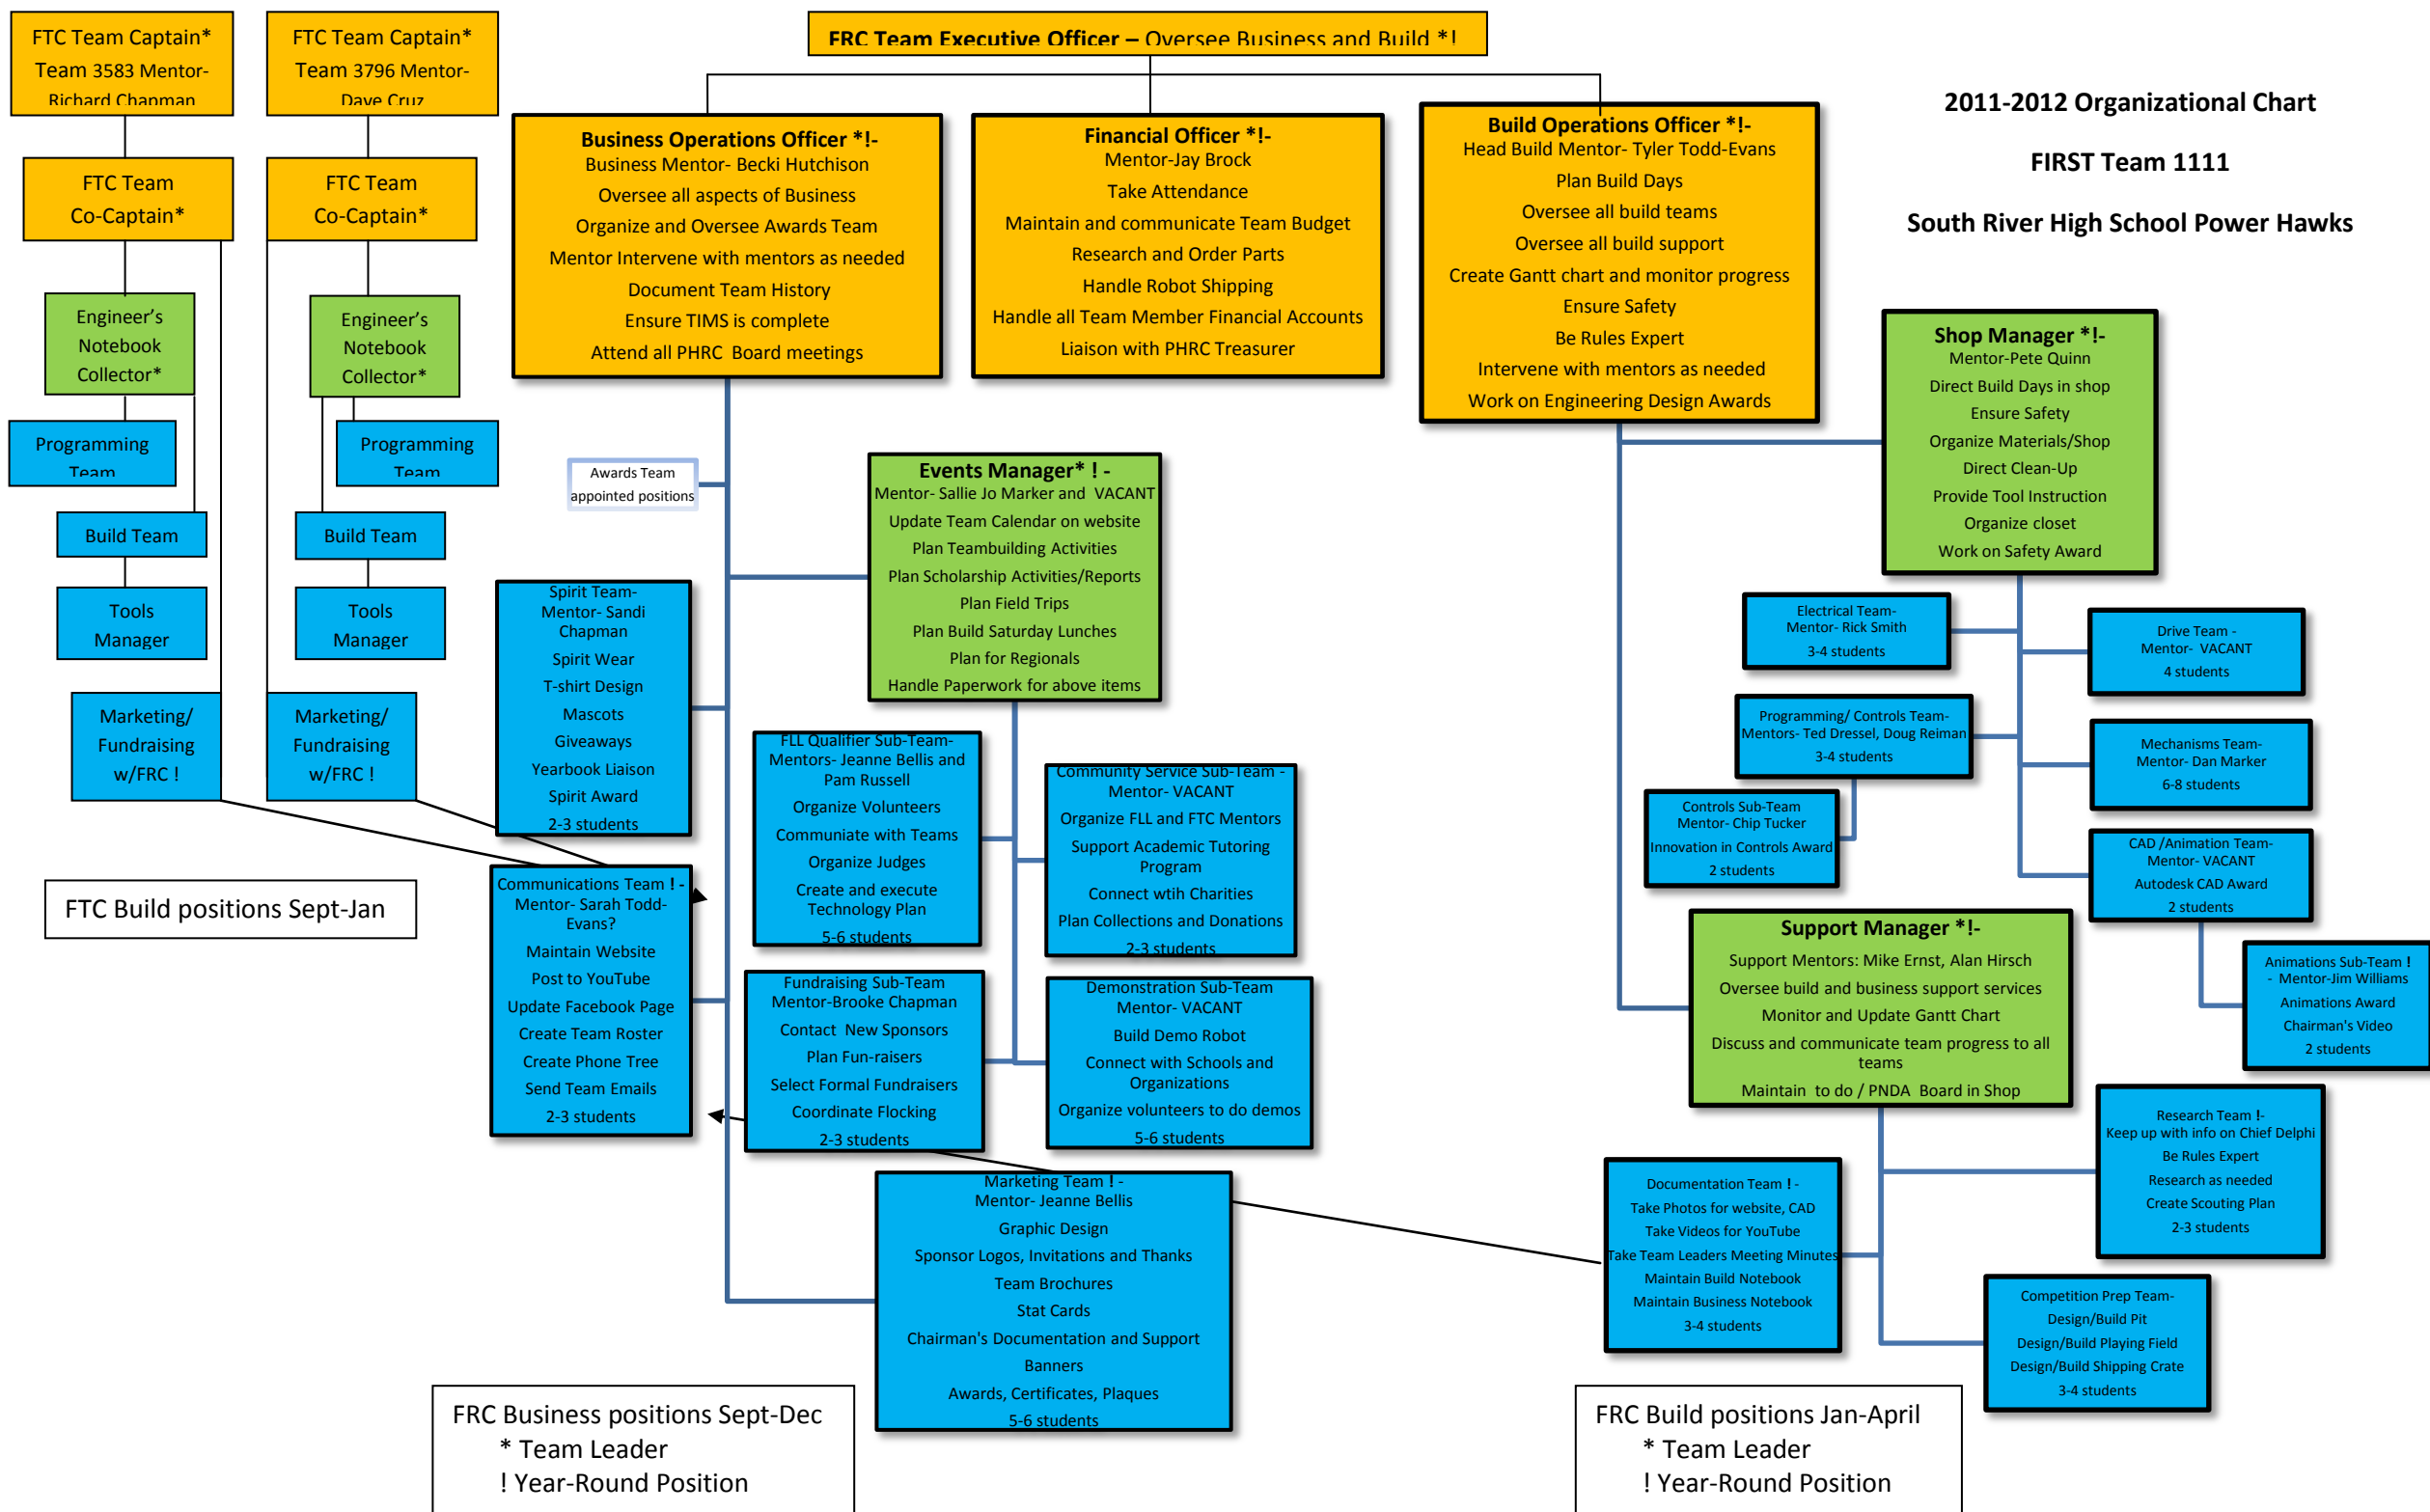 FTC Team Captain*
Team 3583 Mentor-
Richard Chapman
FTC Team Captain*
Team 3796 Mentor-
Dave Cruz
FRC Team Executive Officer – Oversee Business and Build *!
2011-2012 Organizational Chart
FIRST Team 1111
South River High School Power Hawks
FTC Team
Co-Captain*
FTC Team
Co-Captain*
Engineer’s
Notebook
Collector*
Engineer’s
Notebook
Collector*
Programming
Team
Programming
Team
Build Team
Build Team
Tools
Manager
Tools
Manager
Marketing/
Fundraising
w/FRC !
Marketing/
Fundraising
w/FRC !
FTC Build positions Sept-Jan
Business Operations Officer *!-
Business Mentor- Becki Hutchison
Oversee all aspects of Business
Organize and Oversee Awards Team
Mentor Intervene with mentors as needed
Document Team History
Ensure TIMS is complete
Attend all PHRC Board meetings
Financial Officer *!-
Mentor-Jay Brock
Take Attendance
Maintain and communicate Team Budget
Research and Order Parts
Handle Robot Shipping
Handle all Team Member Financial Accounts
Liaison with PHRC Treasurer
Build Operations Officer *!-
Head Build Mentor- Tyler Todd-Evans
Plan Build Days
Oversee all build teams
Oversee all build support
Create Gantt chart and monitor progress
Ensure Safety
Be Rules Expert
Intervene with mentors as needed
Work on Engineering Design Awards
Shop Manager *!-
Mentor-Pete Quinn
Direct Build Days in shop
Ensure Safety
Organize Materials/Shop
Direct Clean-Up
Provide Tool Instruction
Organize closet
Work on Safety Award
Awards Team
appointed positions
Events Manager* ! -
Mentor- Sallie Jo Marker and VACANT
Update Team Calendar on website
Plan Teambuilding Activities
Plan Scholarship Activities/Reports
Plan Field Trips
Plan Build Saturday Lunches
Plan for Regionals
Handle Paperwork for above items
Spirit Team-
Mentor- Sandi
Chapman
Spirit Wear
T-shirt Design
Mascots
Giveaways
Yearbook Liaison
Spirit Award
2-3 students
Communications Team ! -
Mentor- Sarah Todd-
Evans?
Maintain Website
Post to YouTube
Update Facebook Page
Create Team Roster
Create Phone Tree
Send Team Emails
2-3 students
FLL Qualifier Sub-Team-
Mentors- Jeanne Bellis and
Pam Russell
Organize Volunteers
Communiate with Teams
Organize Judges
Create and execute
Technology Plan
5-6 students
Community Service Sub-Team -
Mentor- VACANT
Organize FLL and FTC Mentors
Support Academic Tutoring
Program
Connect wtih Charities
Plan Collections and Donations
2-3 students
Fundraising Sub-Team
Mentor-Brooke Chapman
Contact New Sponsors
Plan Fun-raisers
Select Formal Fundraisers
Coordinate Flocking
2-3 students
Demonstration Sub-Team
Mentor- VACANT
Build Demo Robot
Connect with Schools and
Organizations
Organize volunteers to do demos
5-6 students
Marketing Team ! -
Mentor- Jeanne Bellis
Graphic Design
Sponsor Logos, Invitations and Thanks
Team Brochures
Stat Cards
Chairman's Documentation and Support
Banners
Awards, Certificates, Plaques
5-6 students
Electrical Team-
Mentor- Rick Smith
3-4 students
Drive Team -
Mentor- VACANT
4 students
Programming/ Controls Team-
Mentors- Ted Dressel, Doug Reiman
3-4 students
Mechanisms Team-
Mentor- Dan Marker
6-8 students
Controls Sub-Team
Mentor- Chip Tucker
Innovation in Controls Award
2 students
CAD /Animation Team-
Mentor- VACANT
Autodesk CAD Award
2 students
Animations Sub-Team !
- Mentor-Jim Williams
Animations Award
Chairman's Video
2 students
Support Manager *!-
Support Mentors: Mike Ernst, Alan Hirsch
Oversee build and business support services
Monitor and Update Gantt Chart
Discuss and communicate team progress to all
teams
Maintain to do / PNDA Board in Shop
Research Team !-
Keep up with info on Chief Delphi
Be Rules Expert
Research as needed
Create Scouting Plan
2-3 students
Documentation Team ! -
Take Photos for website, CAD
Take Videos for YouTube
Take Team Leaders Meeting Minutes
Maintain Build Notebook
Maintain Business Notebook
3-4 students
Competition Prep Team-
Design/Build Pit
Design/Build Playing Field
Design/Build Shipping Crate
3-4 students
FRC Business positions Sept-Dec
* Team Leader
! Year-Round Position
FRC Build positions Jan-April
* Team Leader
! Year-Round Position